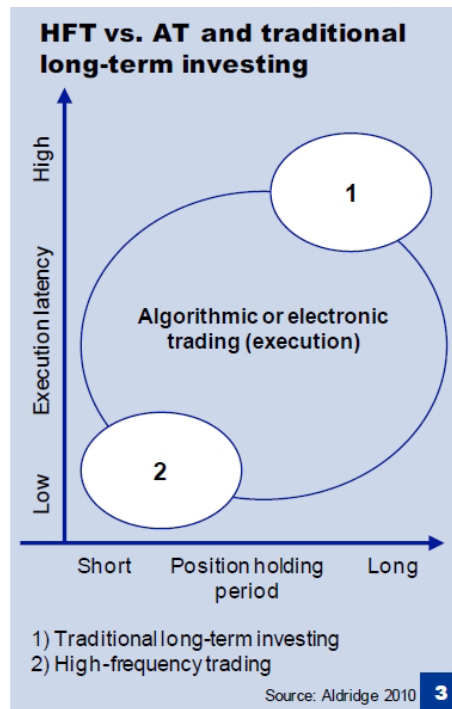 HFT vs. AT and traditional
long-term investing
High
Execution latency
Low
1
Algorithmic or electronic
trading (execution)
2
Short
Position holding
period
Long
1) Traditional long-term investing
2) High-frequency trading
Source: Aldridge 2010
3